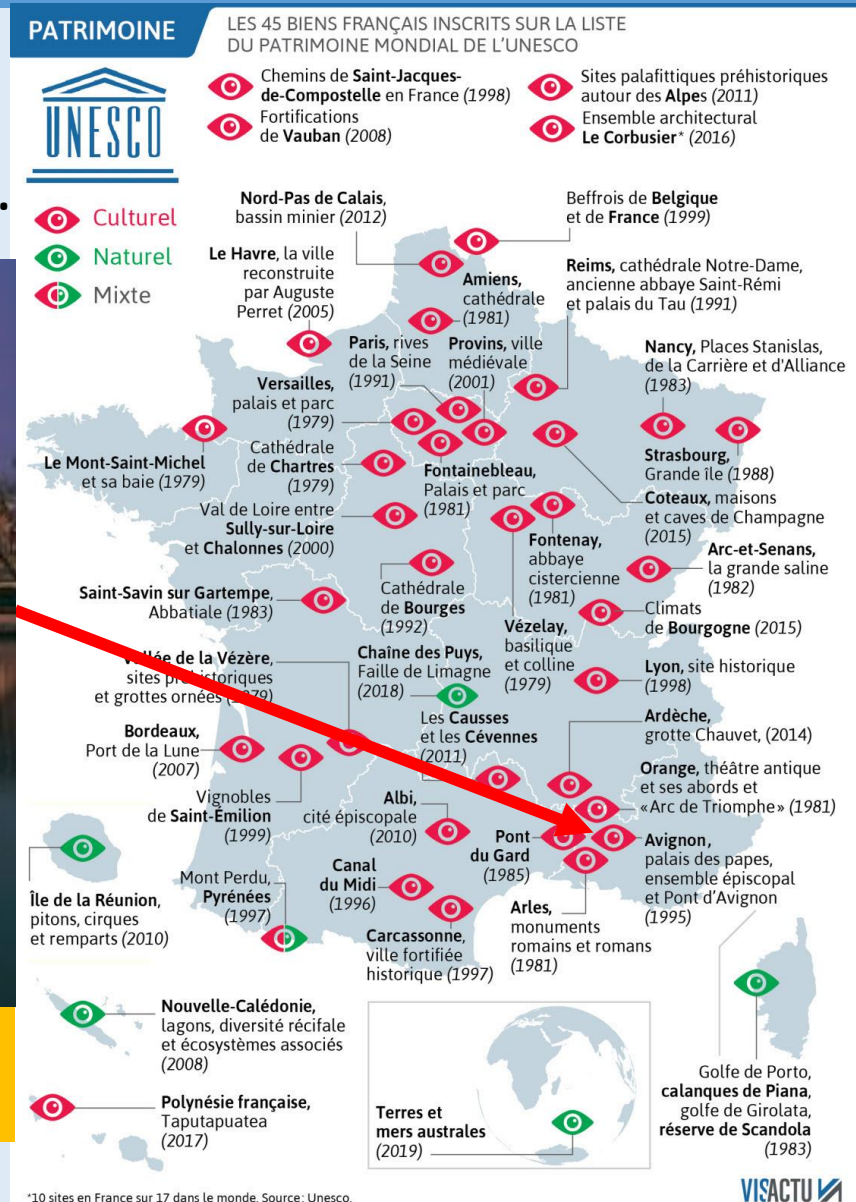 PATRIMOINE
LES 45 BIENS FRANÇAIS INSCRITS SUR LA LISTE
DU PATRIMOINE MONDIAL DE L'UNESCO
UNESCO
Chemins de Saint-Jacques-
de-Compostelle en France (1998)
Fortifications
de Vauban (2008)
Sites palafittiques préhistoriques
autour des Alpes (2011)
Ensemble architectural
Le Corbusier* (2016)
Culturel
Naturel
Mixte
Nord-Pas de Calais,
bassin minier (2012)
Beffrois de Belgique
et de France (1999)
Le Havre, la ville
reconstruite
par Auguste
Perret (2005)
Amiens,
cathédrale
(1981)
Reims, cathédrale Notre-Dame,
ancienne abbaye Saint-Rémi
et palais du Tau (1991)
Paris, rives
de la Seine
(1991)
Provins, ville
médiévale
(2001)
Nancy, Places Stanislas,
de la Carrière et d'Alliance
(1983)
Versailles,
palais et parc
(1979)
Le Mont-Saint-Michel
et sa baie (1979)
Cathédrale
de Chartres
(1979)
Fontainebleau,
Palais et parc
(1981)
Strasbourg,
Grande île (1988)
Coteaux, maisons
et caves de Champagne
(2015)
Val de Loire entre
Sully-sur-Loire
et Chalonnes (2000)
Fontenay,
abbaye
cistercienne
(1981)
Arc-et-Senans,
la grande saline
(1982)
Saint-Savin sur Gartempe,
Abbatiale (1983)
Cathédrale
de Bourges
(1992)
Vézelay,
basilique
et colline
(1979)
Climats
de Bourgogne (2015)
Vallée de la Vézère,
sites préhistoriques
et grottes ornées (1979)
Chaîne des Puys,
Faille de Limagne
(2018)
Lyon, site historique
(1998)
Bordeaux,
Port de la Lune
(2007)
Les Causses
et les Cévennes
(2011)
Ardèche,
grotte Chauvet, (2014)
Orange, théâtre antique
et ses abords et
«Arc de Triomphe» (1981)
Vignobles
de Saint-Émilion
(1999)
Albi,
cité épiscopale
(2010)
Pont
du Gard
(1985)
Avignon,
palais des papes,
ensemble épiscopal
et Pont d'Avignon
(1995)
Île de la Réunion,
pitons, cirques
et remparts (2010)
Mont Perdu,
Pyrénées
(1997)
Canal
du Midi
(1996)
Carcassonne,
ville fortifiée
historique (1997)
Arles,
monuments
romains et romans
(1981)
Nouvelle-Calédonie,
lagons, diversité récifale
et écosystèmes associés
(2008)
Polynésie française,
Taputapuatea
(2017)
Terres et
mers australes
(2019)
Golfe de Porto,
calanques de Piana,
golfe de Girolata,
réserve de Scandola
(1983)
*10 sites en France sur 17 dans le monde. Source: Unesco.
VISACTU